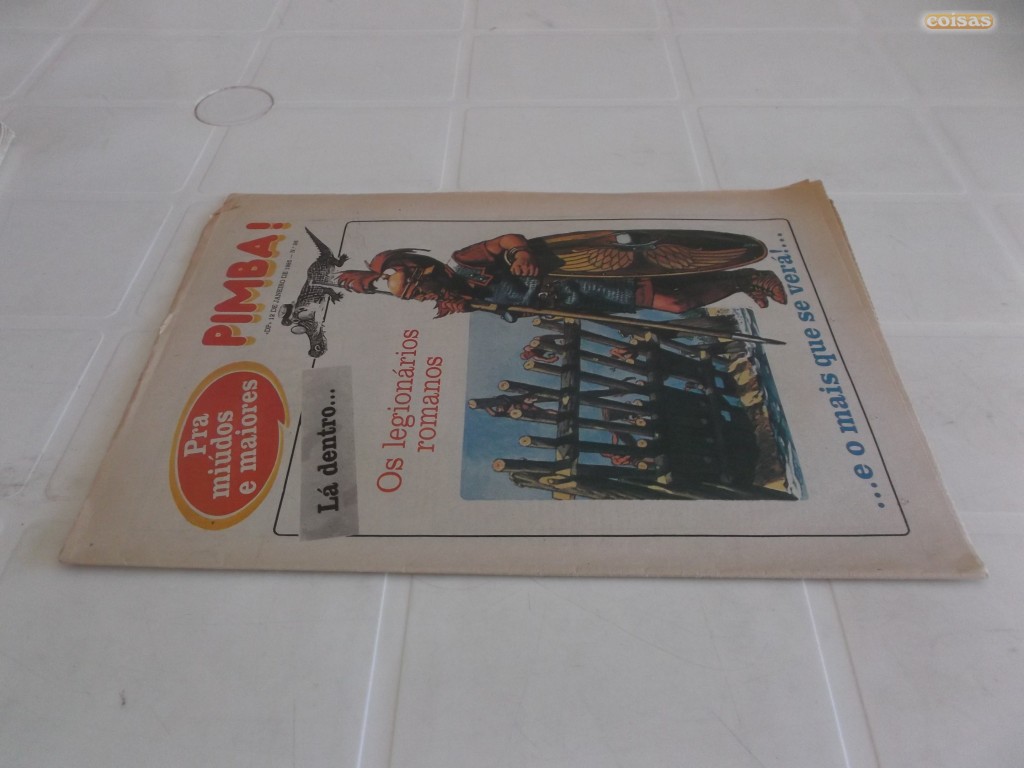 coisas
Pra
miúdos
e maiores
PIMBA!
Lá dentro...
Os legionários
romanos
...e o mais que se verá!...